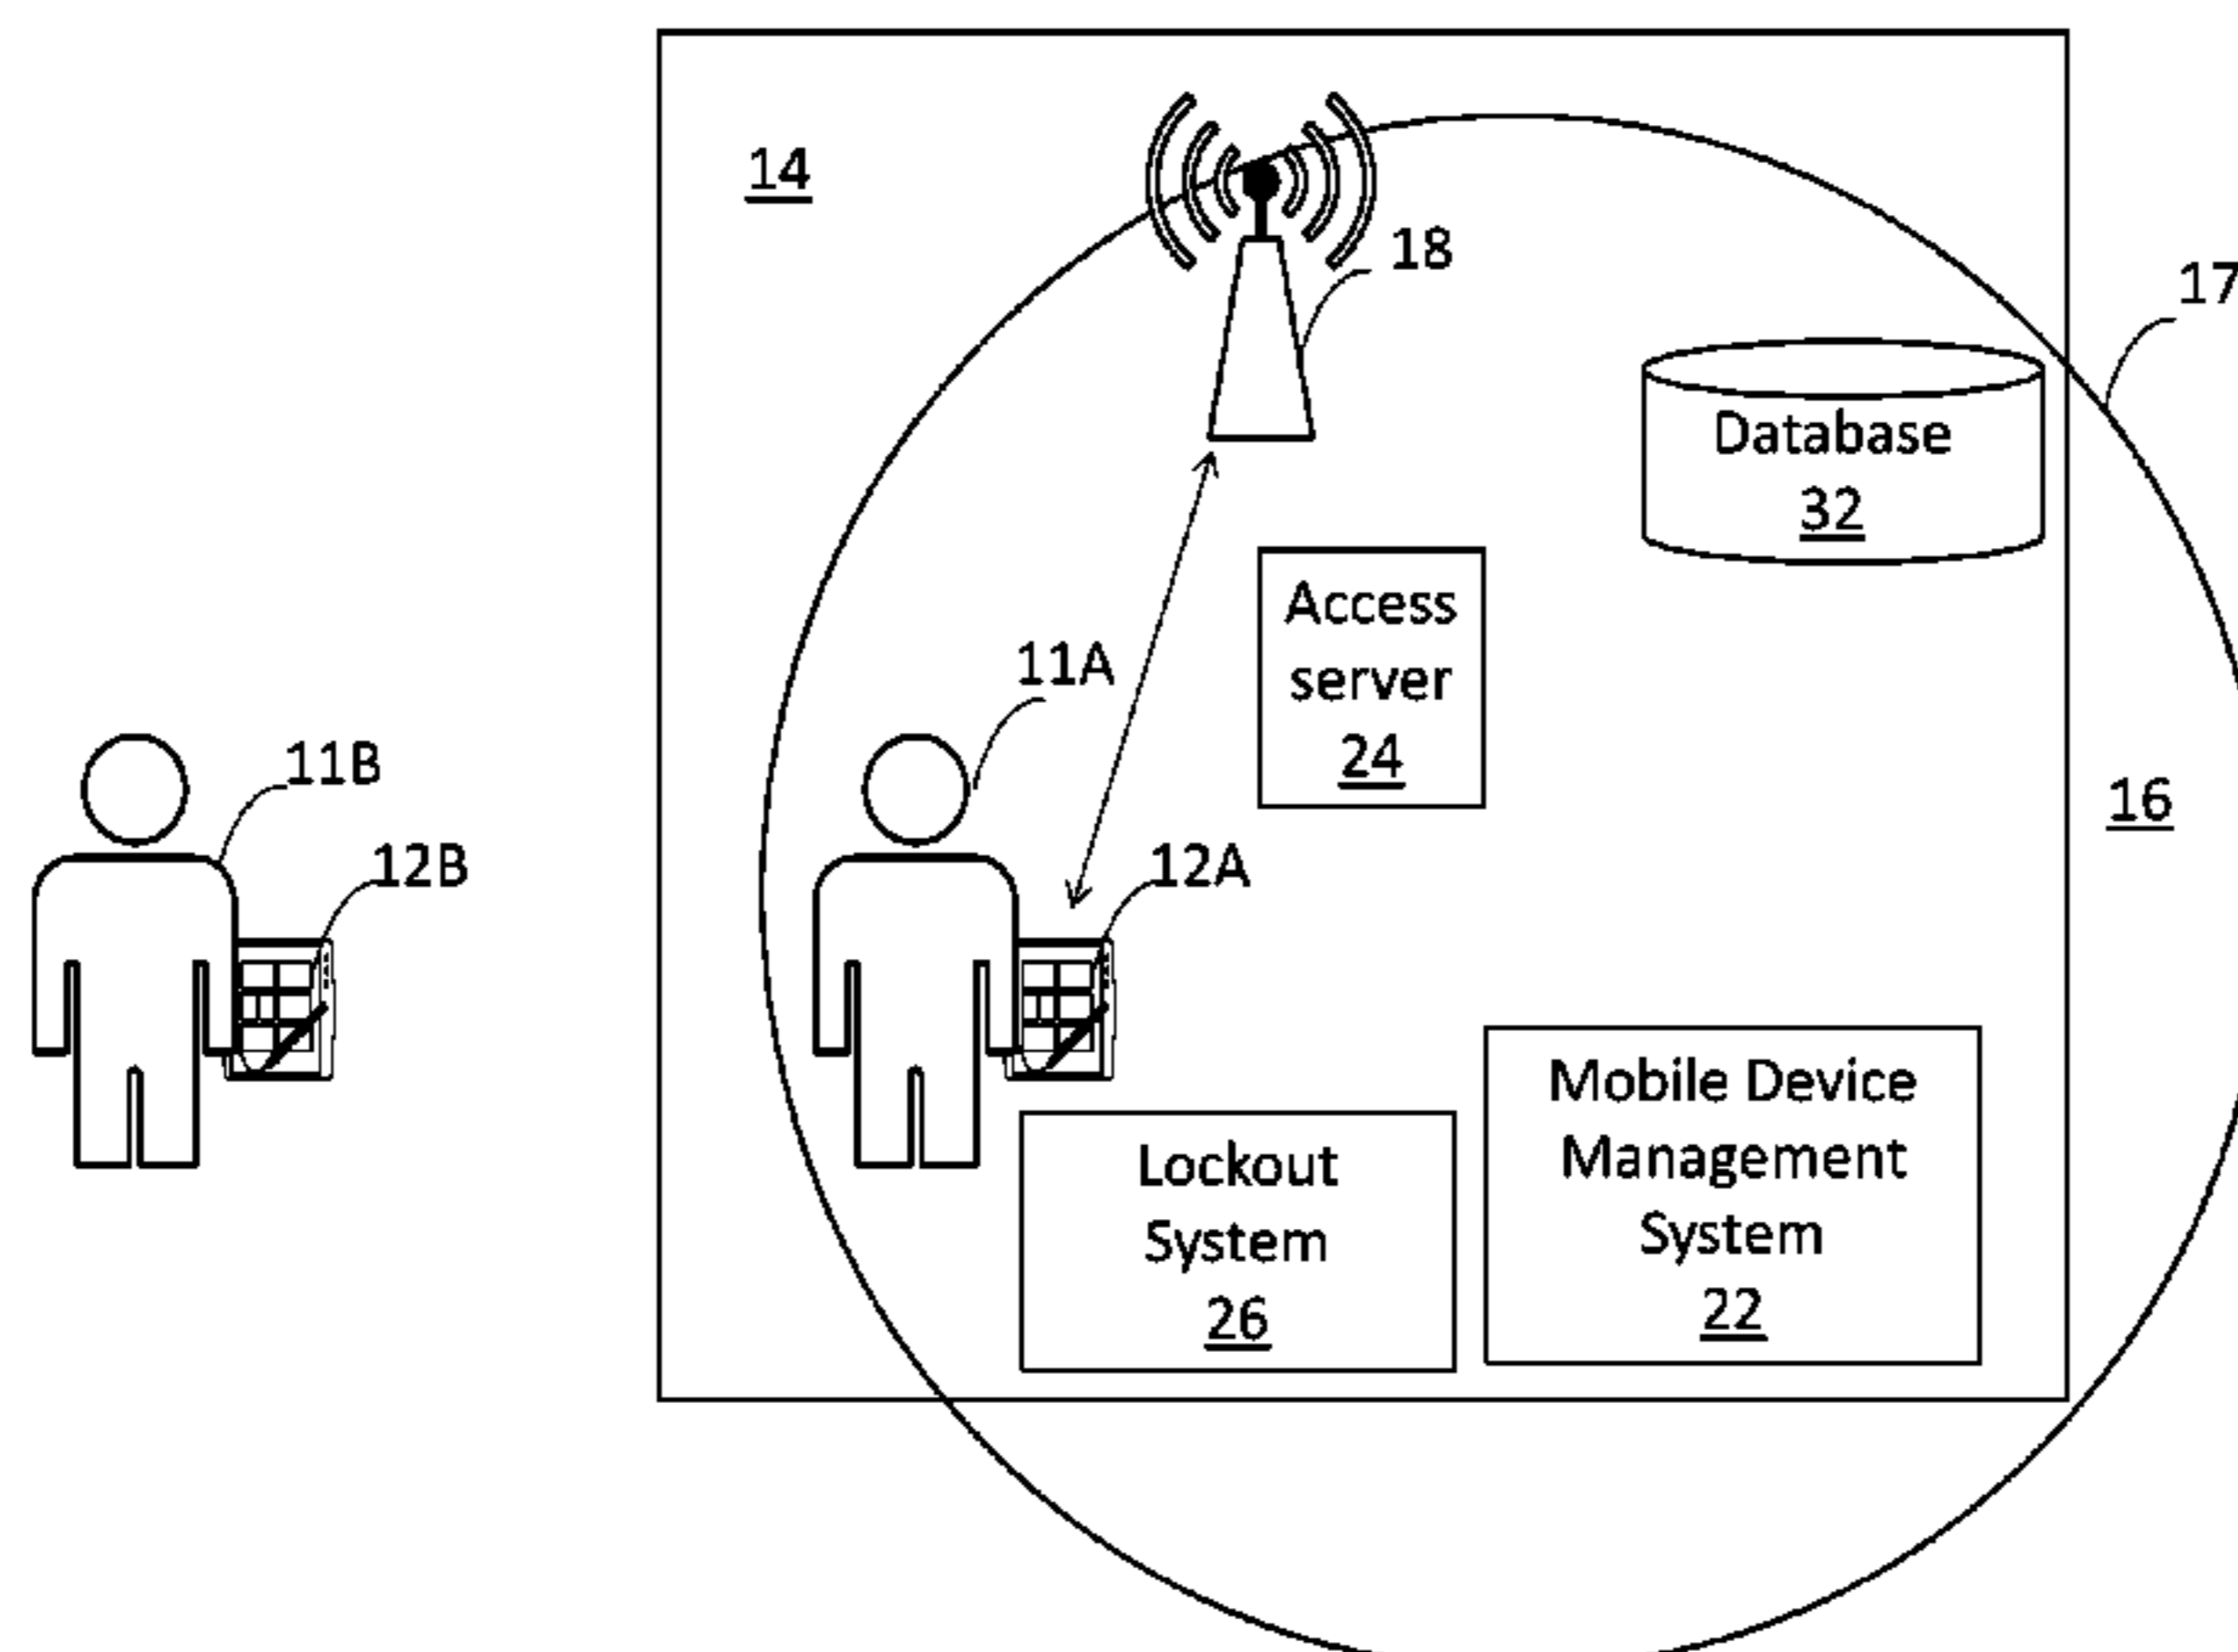 14
18
17
Database
32
Access
server
24
11A
11B
12B
12A
16
Mobile Device
Management
System
22
Lockout
System
26